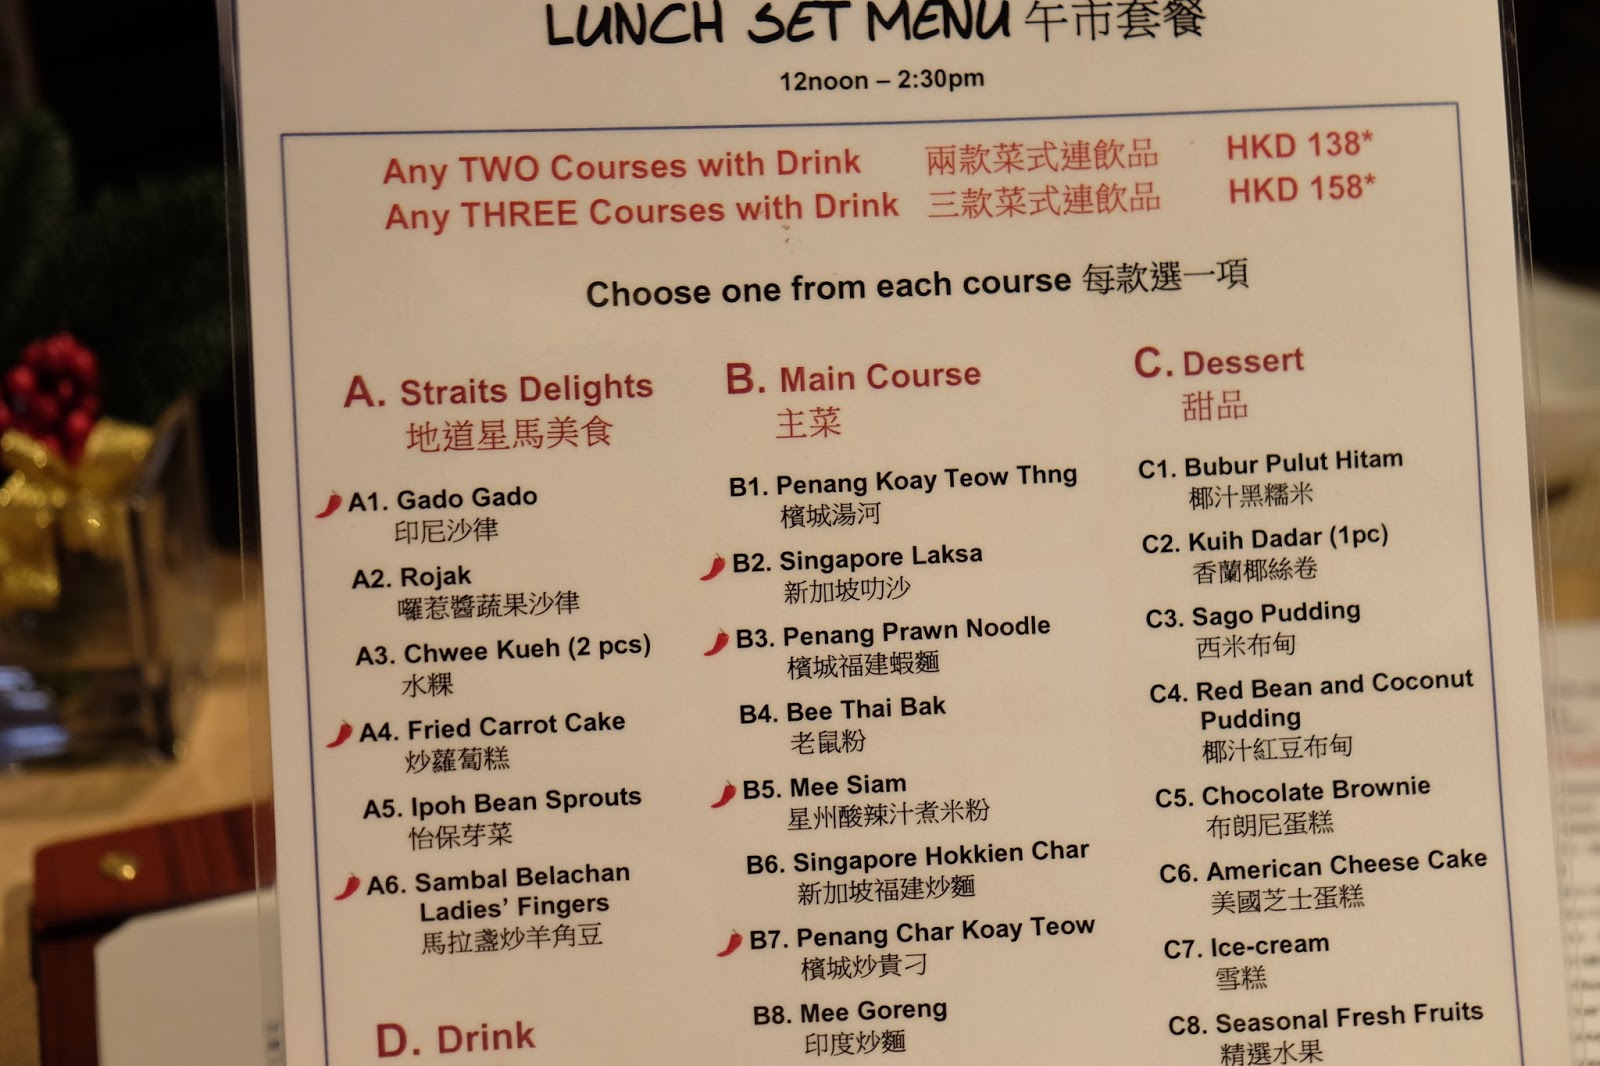 LUNCH SET MENU 午市套餐
12noon – 2:30pm
Any TWO Courses with Drink 兩款菜式連飲品 HKD 138*
Any THREE Courses with Drink 三款菜式連飲品 HKD 158*
Choose one from each course 每款選一項
A. Straits Delights
地道星馬美食
A1. Gado Gado
印尼沙律
A2. Rojak
囉惹醬蔬果沙律
A3. Chwee Kueh (2 pcs)
水粿
A4. Fried Carrot Cake
炒蘿蔔糕
A5. Ipoh Bean Sprouts
怡保芽菜
A6. Sambal Belachan
Ladies’ Fingers
馬拉盞炒羊角豆
D. Drink
B. Main Course
主菜
B1. Penang Koay Teow Thng
檳城湯河
B2. Singapore Laksa
新加坡叻沙
B3. Penang Prawn Noodle
檳城福建蝦麵
B4. Bee Thai Bak
老鼠粉
B5. Mee Siam
星州酸辣汁煮米粉
B6. Singapore Hokkien Char
新加坡福建炒麵
B7. Penang Char Koay Teow
檳城炒貴刁
B8. Mee Goreng
印度炒麵
C. Dessert
甜品
C1. Bubur Pulut Hitam
椰汁黑糯米
C2. Kuih Dadar (1pc)
香蘭椰絲卷
C3. Sago Pudding
西米布甸
C4. Red Bean and Coconut
Pudding
椰汁紅豆布甸
C5. Chocolate Brownie
布朗尼蛋糕
C6. American Cheese Cake
美國芝士蛋糕
C7. Ice-cream
雪糕
C8. Seasonal Fresh Fruits
精選水果